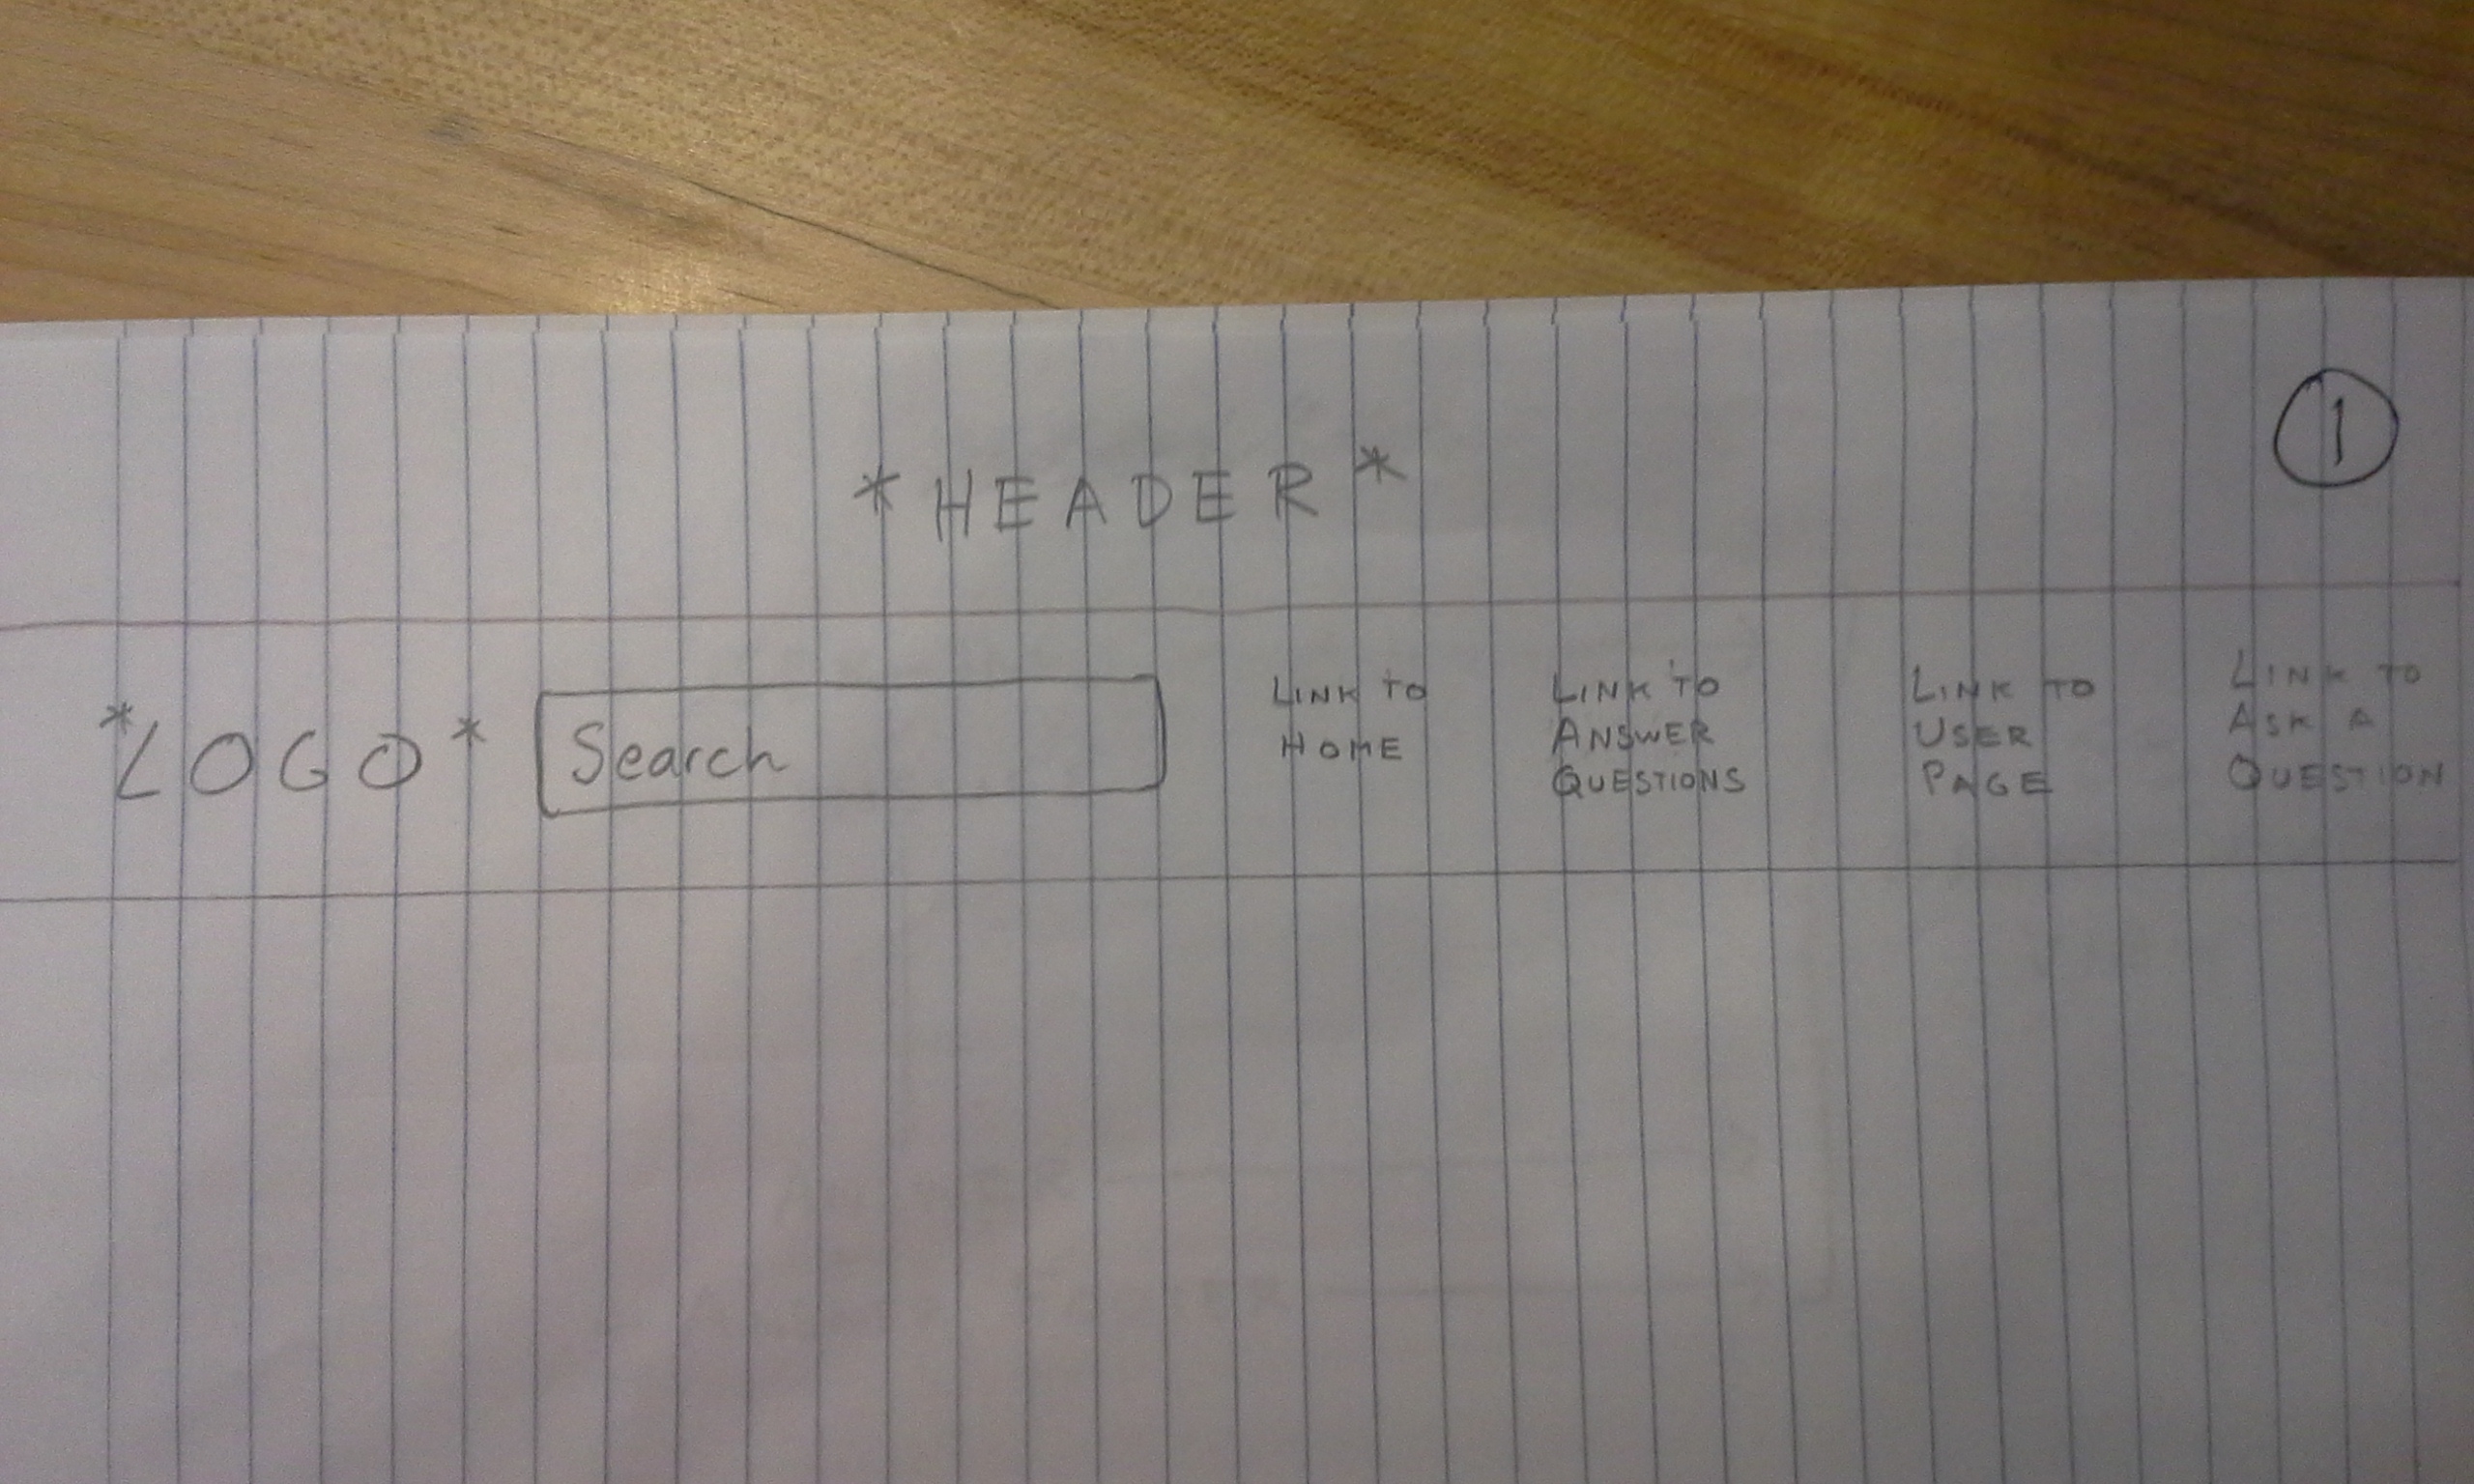 1
*HEADER*
*LOGO*
Search
LINK TO
HOME
LINK TO
ANSWER
QUESTIONS
LINK TO
USER
PAGE
LINK TO
ASK A
QUESTION